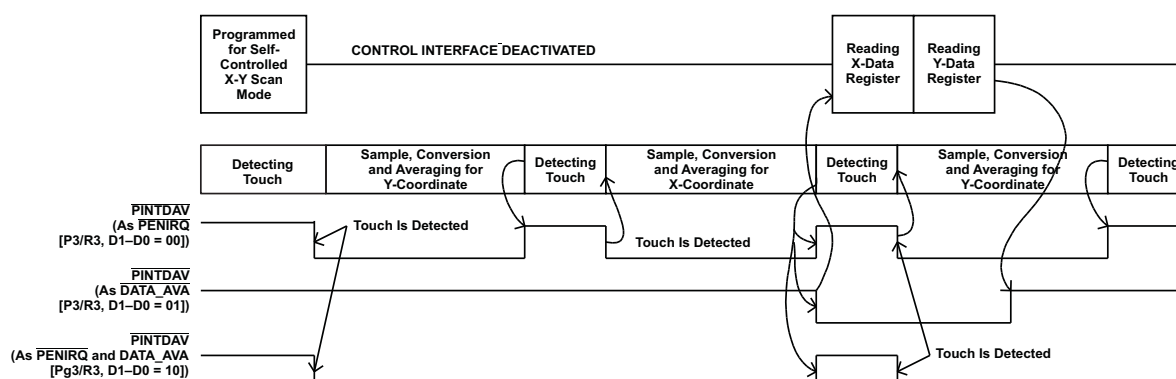 Programmed
for Self-
Controlled
X-Y Scan
Mode
CONTROL INTERFACE DEACTIVATED
Reading
X-Data
Register
Reading
Y-Data
Register
Detecting
Touch
Sample, Conversion
and Averaging for
Y-Coordinate
Detecting
Touch
Sample, Conversion
and Averaging for
X-Coordinate
Detecting
Touch
Sample, Conversion
and Averaging for
Y-Coordinate
Detecting
Touch
PINTDAV
(As PENIRQ
[P3/R3, D1–D0 = 00])
Touch Is Detected
Touch Is Detected
PINTDAV
(As DATA_AVA
[P3/R3, D1–D0 = 01])
PINTDAV
(As PENIRQ and DATA_AVA
[Pg3/R3, D1–D0 = 10])
Touch Is Detected